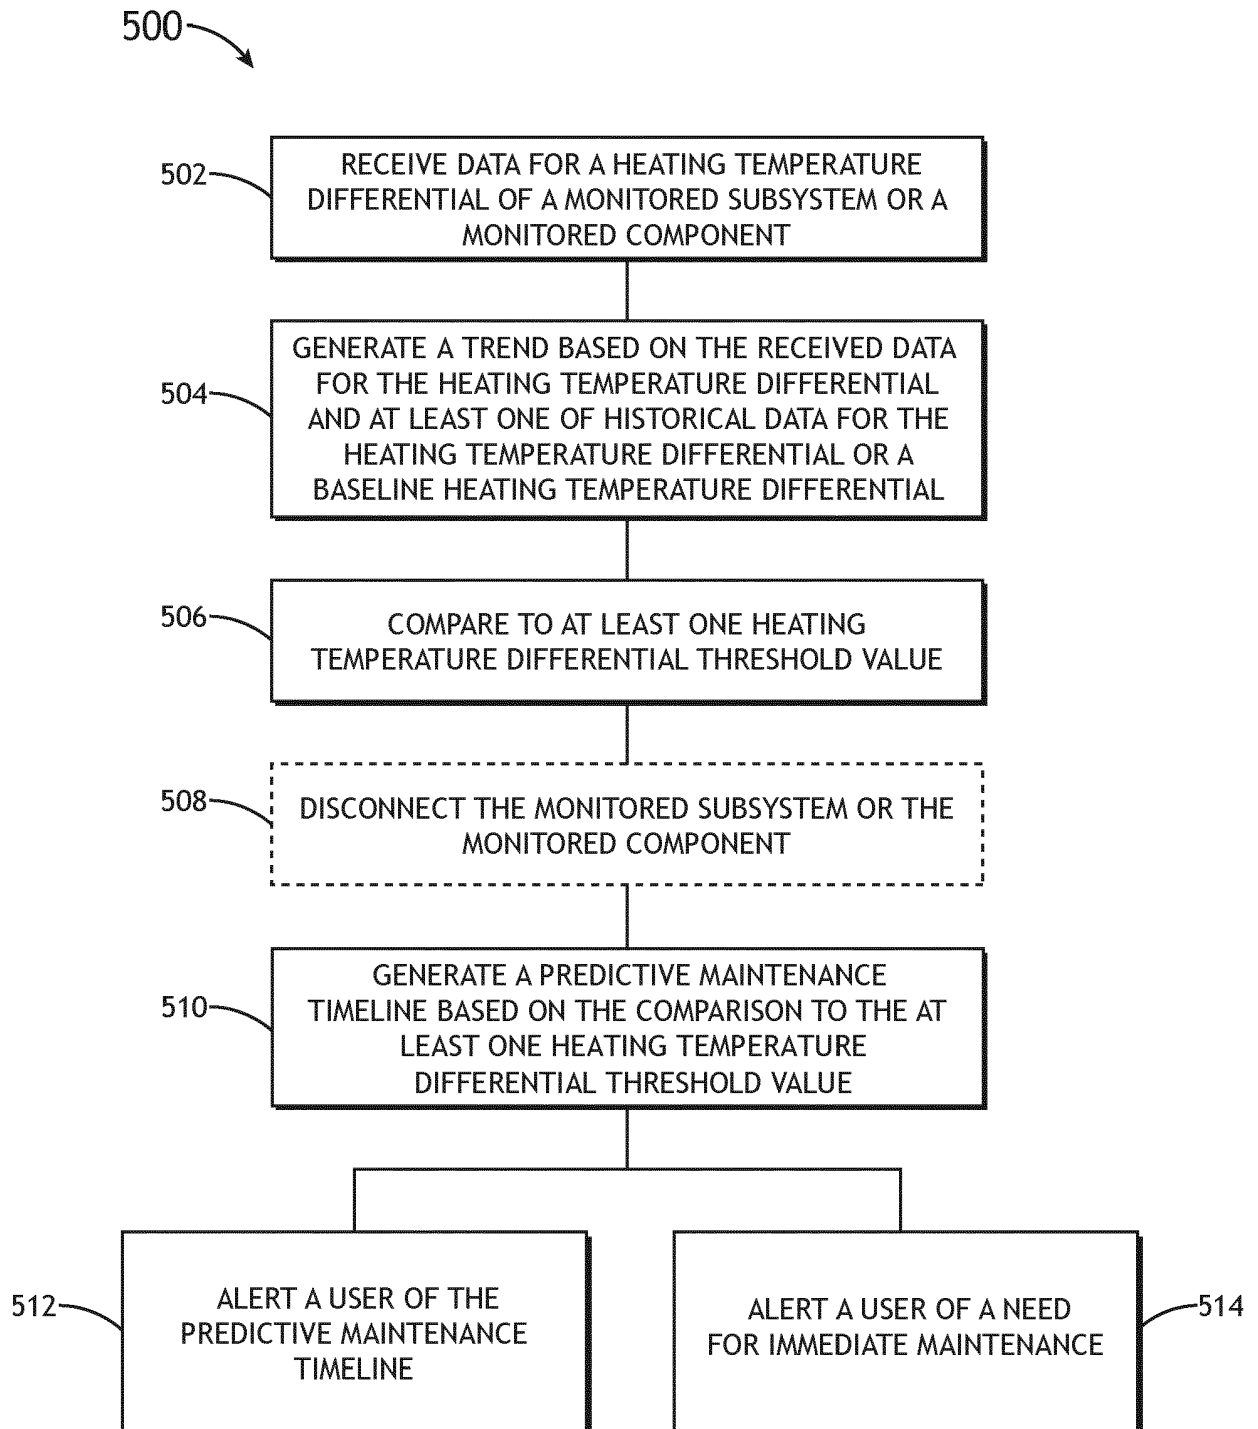 500
502
RECEIVE DATA FOR A HEATING TEMPERATURE
DIFFERENTIAL OF A MONITORED SUBSYSTEM OR A
MONITORED COMPONENT
504
GENERATE A TREND BASED ON THE RECEIVED DATA
FOR THE HEATING TEMPERATURE DIFFERENTIAL
AND AT LEAST ONE OF HISTORICAL DATA FOR THE
HEATING TEMPERATURE DIFFERENTIAL OR A
BASELINE HEATING TEMPERATURE DIFFERENTIAL
506
COMPARE TO AT LEAST ONE HEATING
TEMPERATURE DIFFERENTIAL THRESHOLD VALUE
508
DISCONNECT THE MONITORED SUBSYSTEM OR THE
MONITORED COMPONENT
510
GENERATE A PREDICTIVE MAINTENANCE
TIMELINE BASED ON THE COMPARISON TO THE AT
LEAST ONE HEATING TEMPERATURE
DIFFERENTIAL THRESHOLD VALUE
512
ALERT A USER OF THE
PREDICTIVE MAINTENANCE
TIMELINE
ALERT A USER OF A NEED
FOR IMMEDIATE MAINTENANCE
514